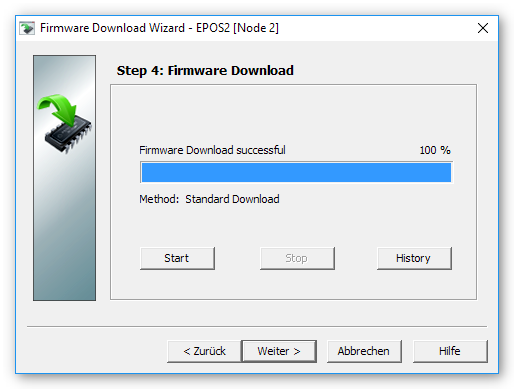 Firmware Download Wizard - EPOS2 [Node 2]
Step 4: Firmware Download
Firmware Download successful 100 %
Method: Standard Download
Start Stop History
< Zurück Weiter > Abbrechen Hilfe